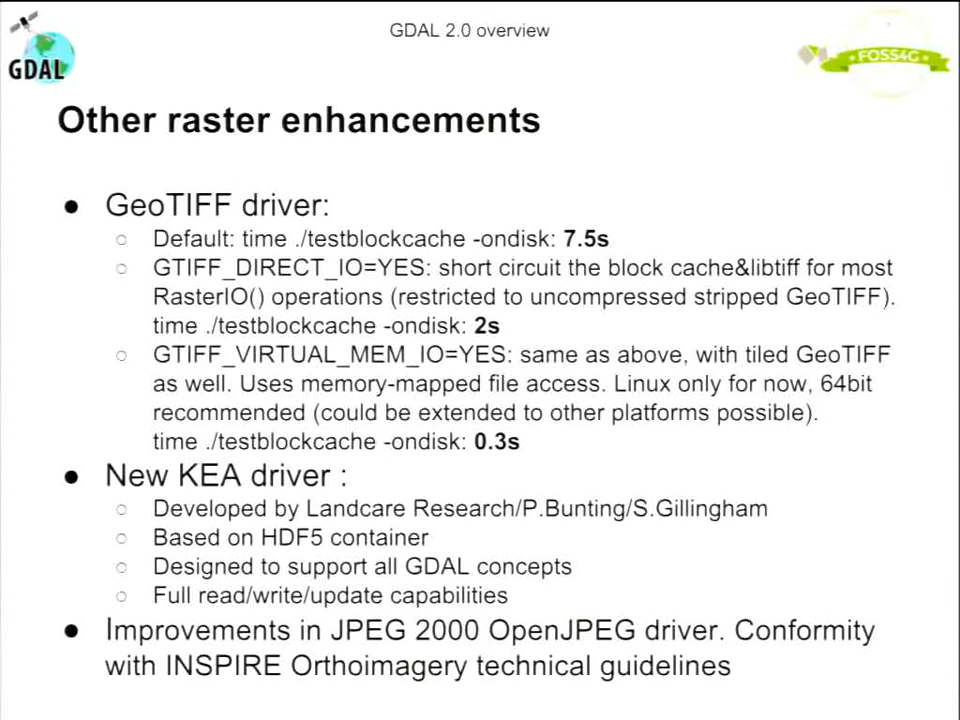 GDAL 2.0 overview
GDAL
FOSS4G
Other raster enhancements
● GeoTIFF driver:
○ Default: time ./testblockcache -ondisk: 7.5s
○ GTIFF_DIRECT_IO=YES: short circuit the block cache&libtiff for most
RasterIO() operations (restricted to uncompressed stripped GeoTIFF).
time ./testblockcache -ondisk: 2s
○ GTIFF_VIRTUAL_MEM_IO=YES: same as above, with tiled GeoTIFF
as well. Uses memory-mapped file access. Linux only for now, 64bit
recommended (could be extended to other platforms possible).
time ./testblockcache -ondisk: 0.3s
● New KEA driver :
○ Developed by Landcare Research/P.Bunting/S.Gillingham
○ Based on HDF5 container
○ Designed to support all GDAL concepts
○ Full read/write/update capabilities
● Improvements in JPEG 2000 OpenJPEG driver. Conformity
with INSPIRE Orthoimagery technical guidelines